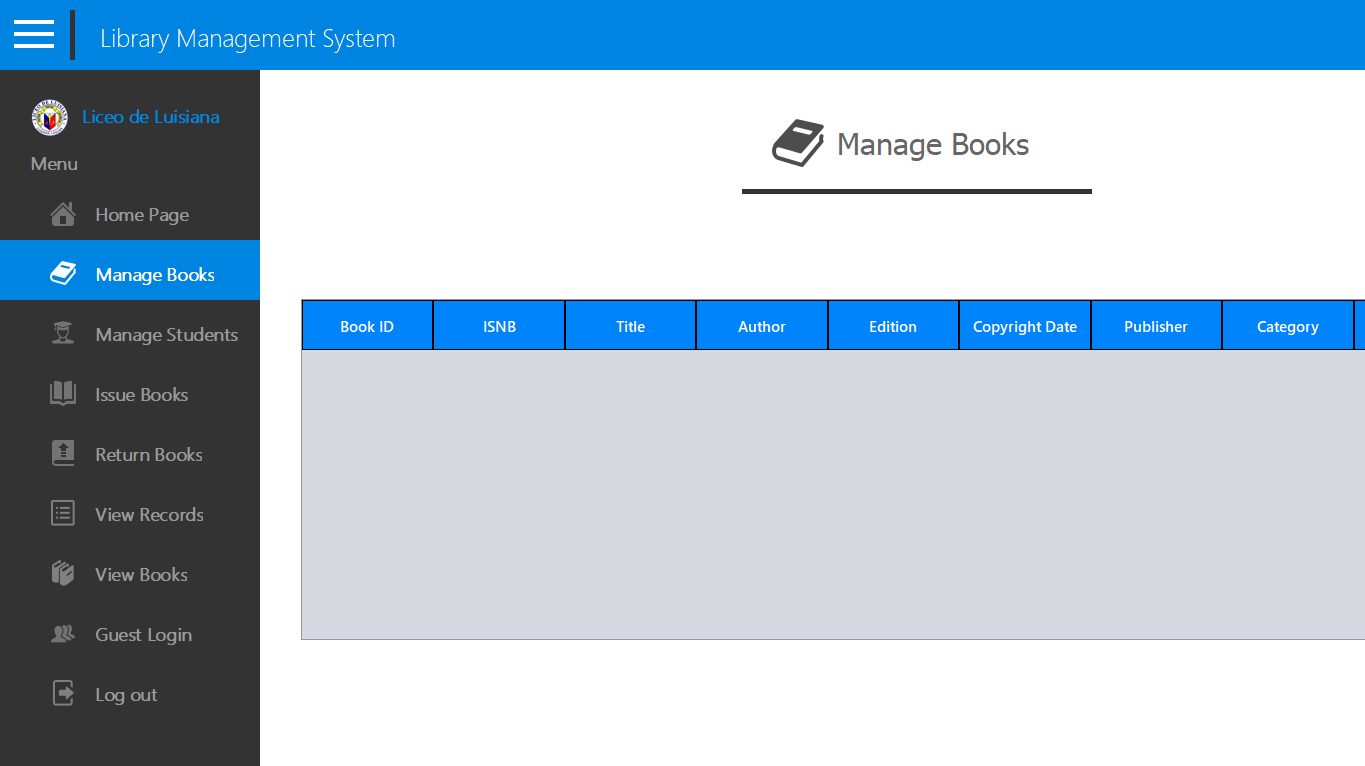 Library Management System
Liceo de Luisiana
Menu
Home Page
Manage Books
Manage Students
Issue Books
Return Books
View Records
View Books
Guest Login
Log out
Manage Books
Book ID ISNB Title Author Edition Copyright Date Publisher Category